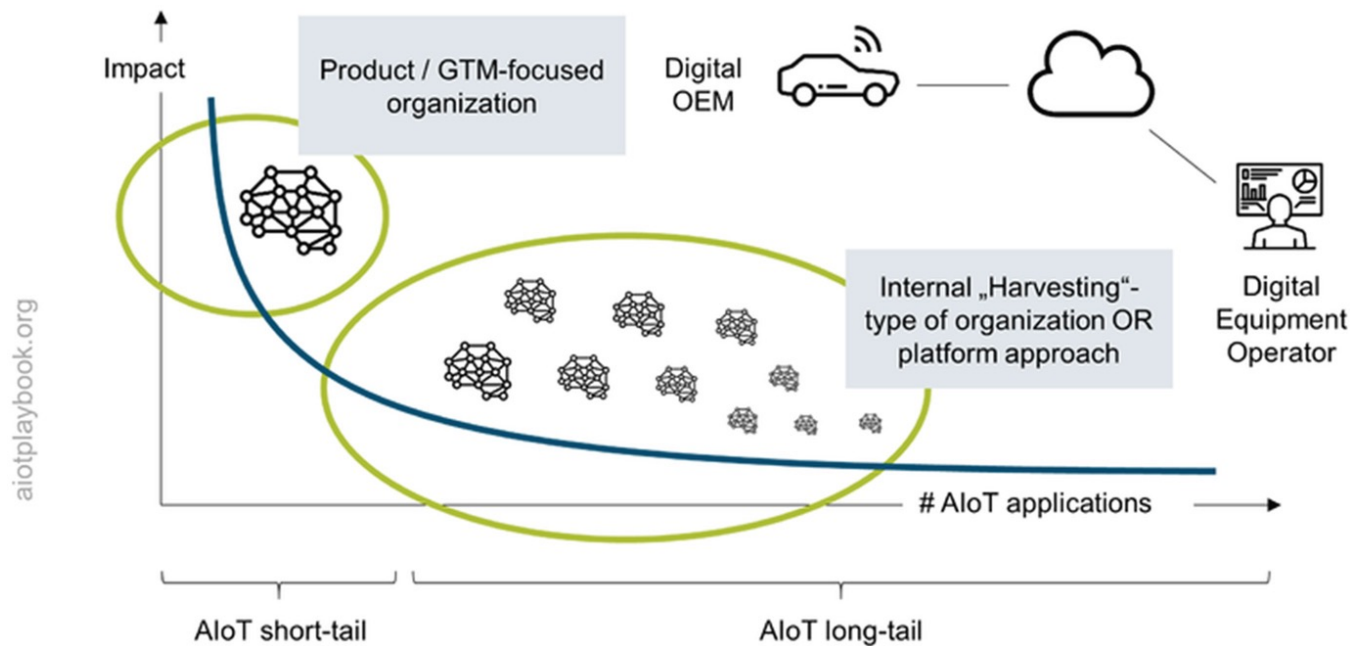 Impact
Product / GTM-focused
organization
Digital
OEM
Internal „Harvesting“-
type of organization OR
platform approach
Digital
Equipment
Operator
# AIoT applications
AIoT short-tail
AIoT long-tail
aiotplaybook.org